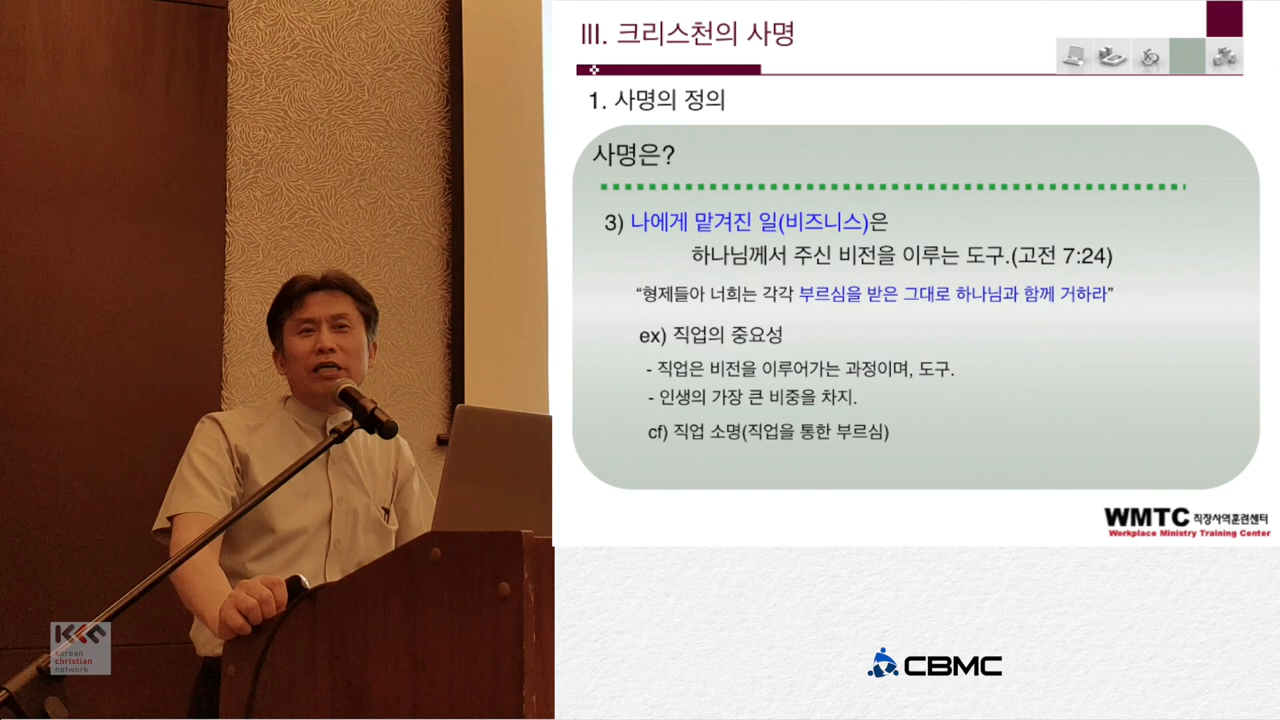 III. 크리스천의 사명
1. 사명의 정의
사명은?
3) 나에게 맡겨진 일(비즈니스)은
하나님께서 주신 비전을 이루는 도구.(고전 7:24)
“형제들아 너희는 각각 부르심을 받은 그대로 하나님과 함께 거하라”
ex) 직업의 중요성
- 직업은 비전을 이루어가는 과정이며, 도구.
- 인생의 가장 큰 비중을 차지.
cf) 직업 소명(직업을 통한 부르심)
WMTC 직장사역훈련센터
Workplace Ministry Training Center
KCN
korean
christian
network
CBMC